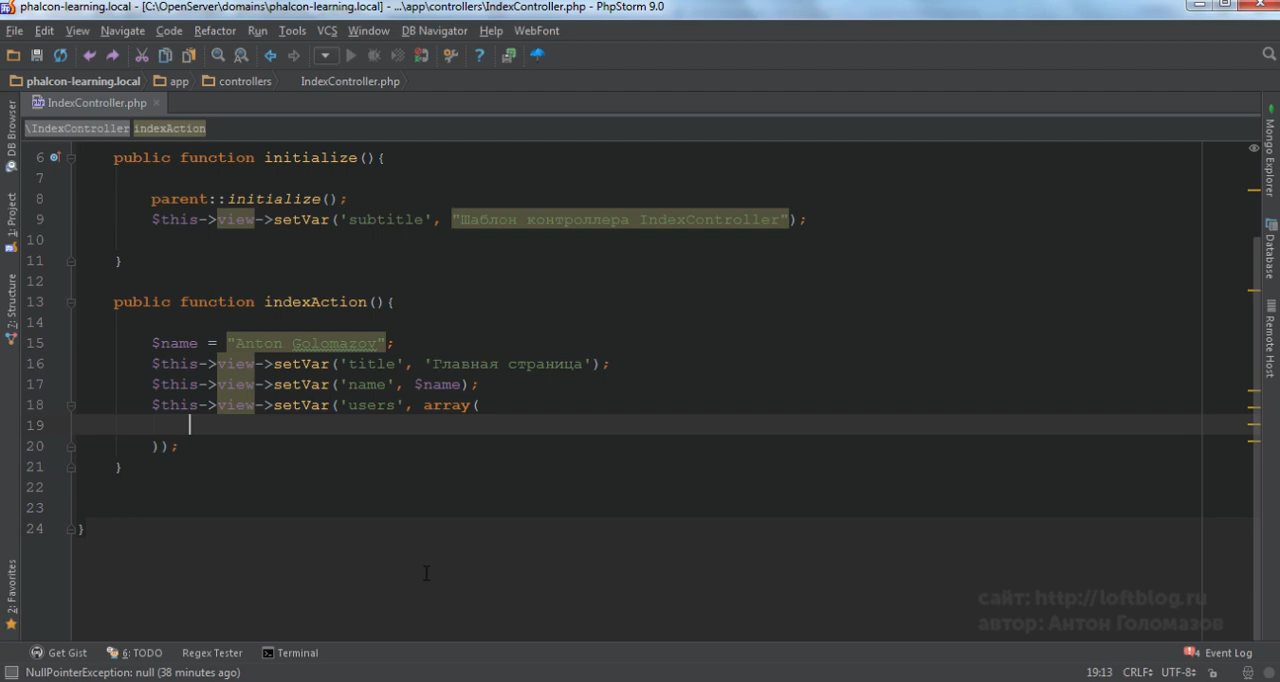 phalcon-learning.local - [C:\OpenServer\domains\phalcon-learning.local] - ...\app\controllers\IndexController.php - PhpStorm 9.0
File Edit View Navigate Code Refactor Run Tools VCS Window DB Navigator Help WebFont
phalcon-learning.local app controllers IndexController.php
IndexController.php
\IndexController indexAction
6 public function initialize(){
7
8 parent::initialize();
9 $this->view->setVar('subtitle', "Шаблон контроллера IndexController");
10
11 }
12
13 public function indexAction(){
14
15 $name = "Anton Golomazov";
16 $this->view->setVar('title', 'Главная страница');
17 $this->view->setVar('name', $name);
18 $this->view->setVar('users', array(
19
20 ));
21 }
22
23
24 }
DB Browser
1: Project
7: Structure
2: Favorites
Mongo Explorer
Database
Remote Host
сайт: http://loftblog.ru
автор: Антон Голомазов
Get Gist 6: TODO Regex Tester Terminal 4 Event Log
NullPointerException: null (38 minutes ago) 19:13 CRLF UTF-8